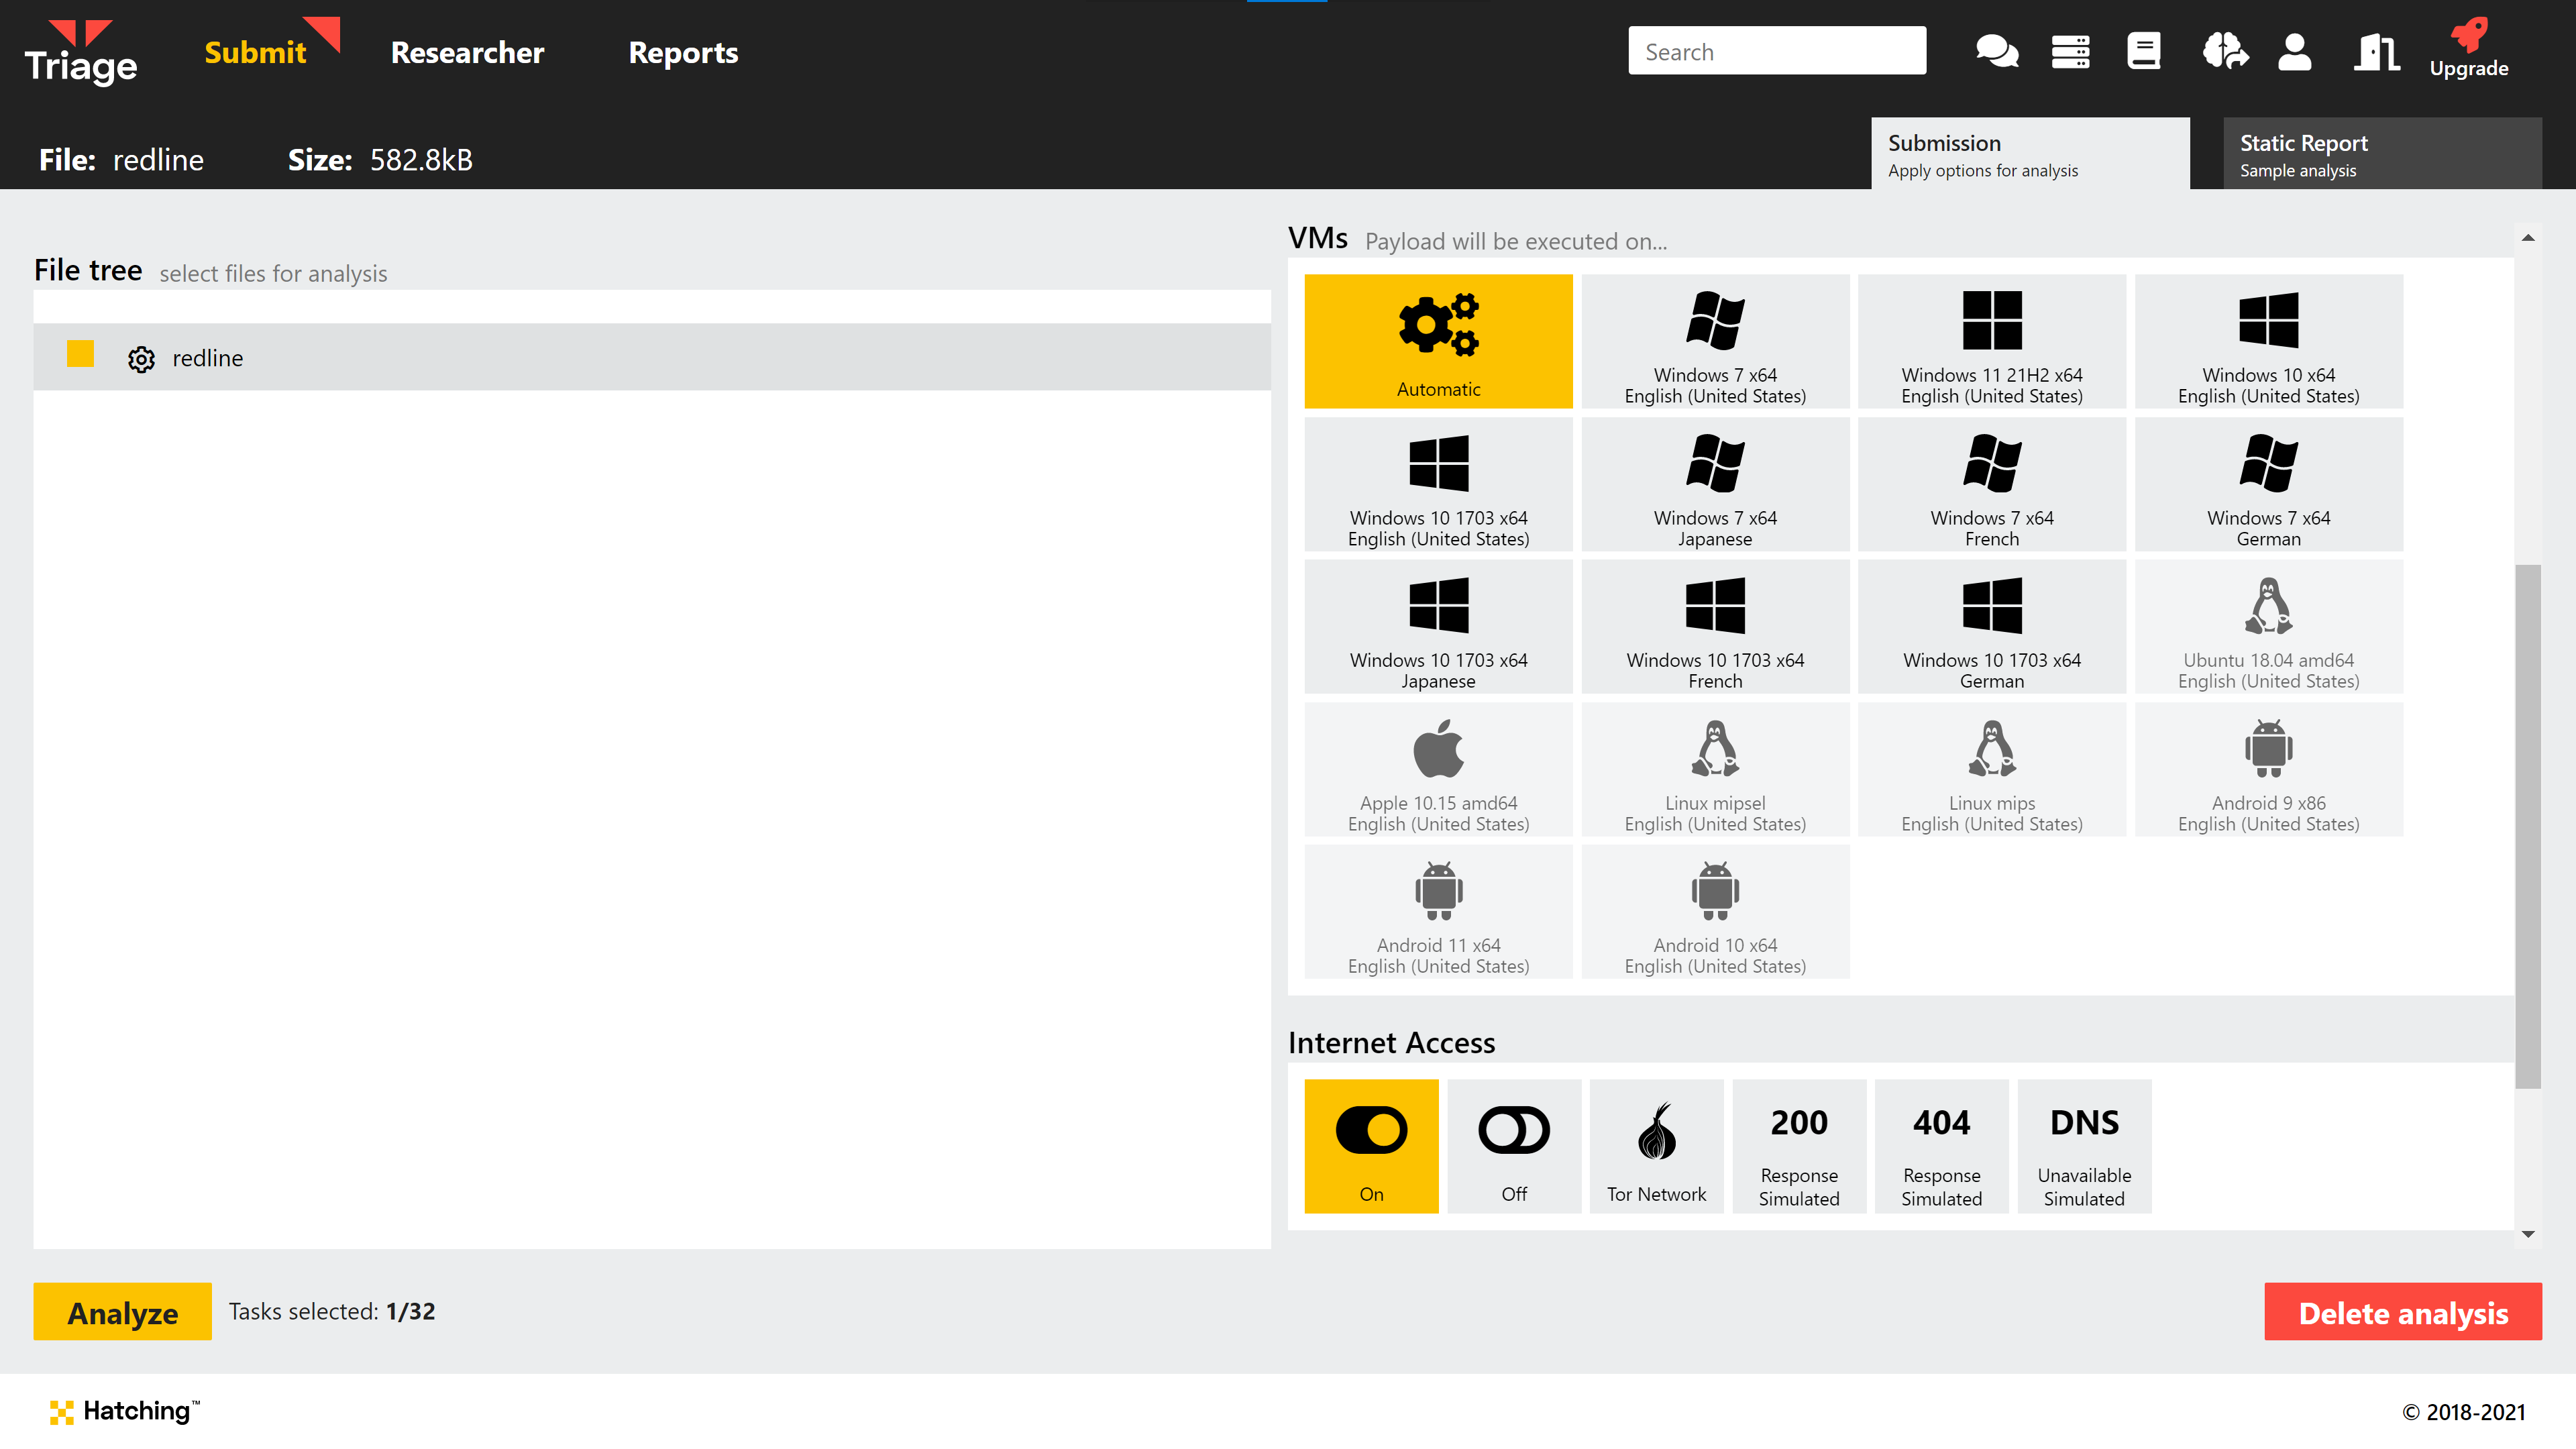 Triage
Submit
Researcher
Reports
Search
Upgrade
File: redline
Size: 582.8kB
Submission
Apply options for analysis
Static Report
Sample analysis
File tree select files for analysis
redline
VMs Payload will be executed on...
Automatic
Windows 7 x64
English (United States)
Windows 11 21H2 x64
English (United States)
Windows 10 x64
English (United States)
Windows 10 1703 x64
English (United States)
Windows 7 x64
Japanese
Windows 7 x64
French
Windows 7 x64
German
Windows 10 1703 x64
Japanese
Windows 10 1703 x64
French
Windows 10 1703 x64
German
Ubuntu 18.04 amd64
English (United States)
Apple 10.15 amd64
English (United States)
Linux mipsel
English (United States)
Linux mips
English (United States)
Android 9 x86
English (United States)
Android 11 x64
English (United States)
Android 10 x64
English (United States)
Internet Access
On
Off
Tor Network
200
Response
Simulated
404
Response
Simulated
DNS
Unavailable
Simulated
Analyze
Tasks selected: 1/32
Delete analysis
Hatching™
© 2018-2021